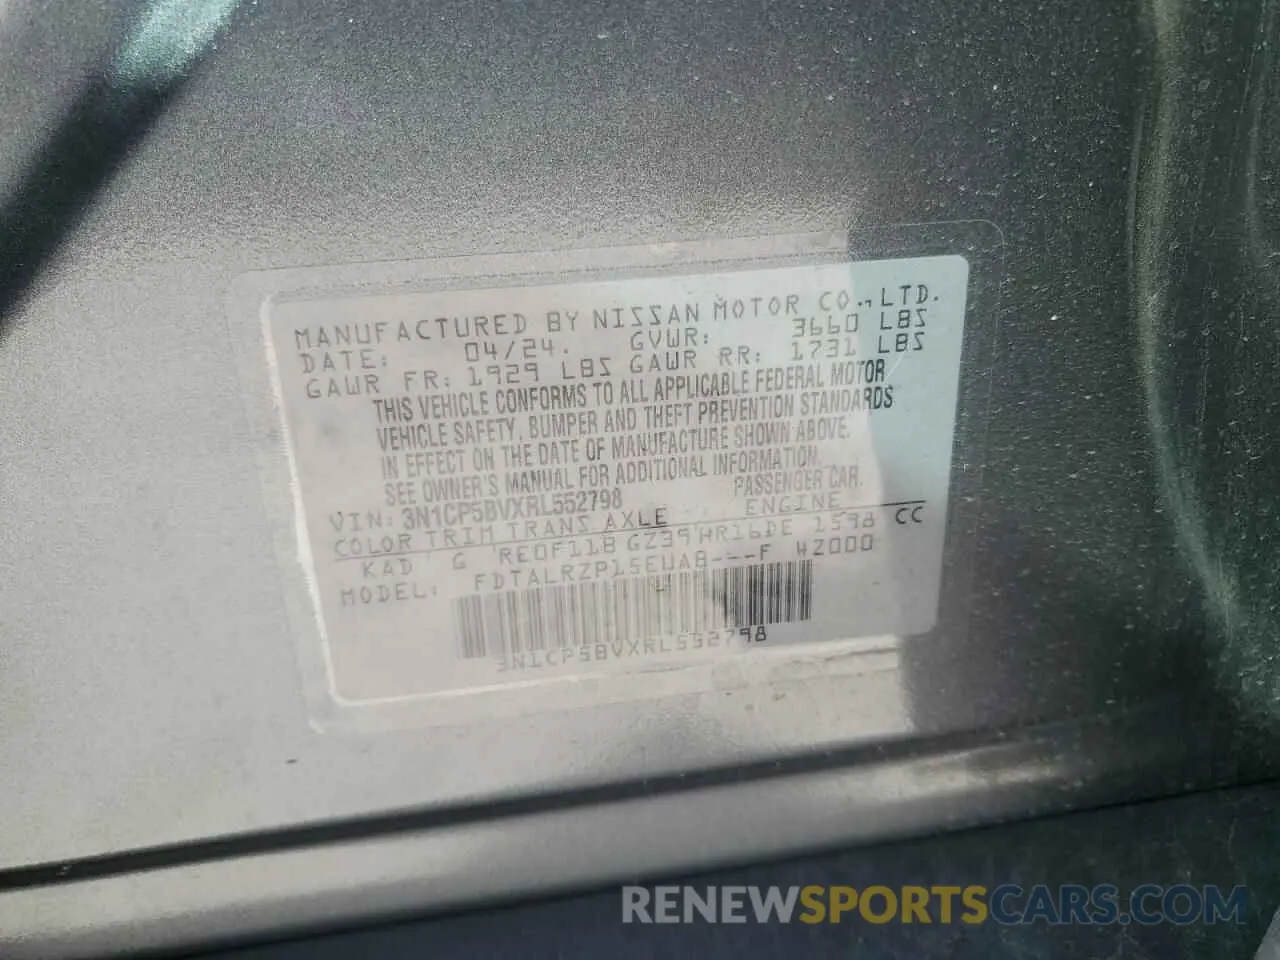 MANUFACTURED BY NISSAN MOTOR CO., LTD.
DATE: 04/24. GVWR: 3660 LBS
GAWR FR: 1929 LBS GAWR RR: 1731 LBS
THIS VEHICLE CONFORMS TO ALL APPLICABLE FEDERAL MOTOR
VEHICLE SAFETY, BUMPER AND THEFT PREVENTION STANDARDS
IN EFFECT ON THE DATE OF MANUFACTURE SHOWN ABOVE.
SEE OWNER'S MANUAL FOR ADDITIONAL INFORMATION.
VIN: 3N1CP5BVXRL552798 PASSENGER CAR.
COLOR TRIM TRANS AXLE ENGINE
KAD G RE0F11B GZ39 HR16DE 1598 CC
MODEL: FDTALRZP15EUAB---F 42000
RENEWSPORTSCARS.COM